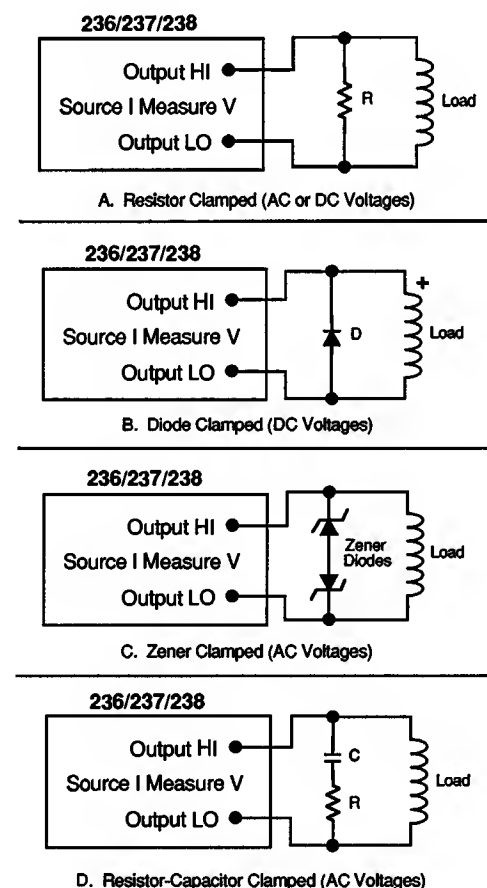 236/237/238
Output HI
Source I Measure V
Output LO
R
Load
A. Resistor Clamped (AC or DC Voltages)
236/237/238
Output HI
Source I Measure V
Output LO
D
+
Load
B. Diode Clamped (DC Voltages)
236/237/238
Output HI
Source I Measure V
Output LO
Zener
Diodes
Load
C. Zener Clamped (AC Voltages)
236/237/238
Output HI
Source I Measure V
Output LO
C
R
Load
D. Resistor-Capacitor Clamped (AC Voltages)